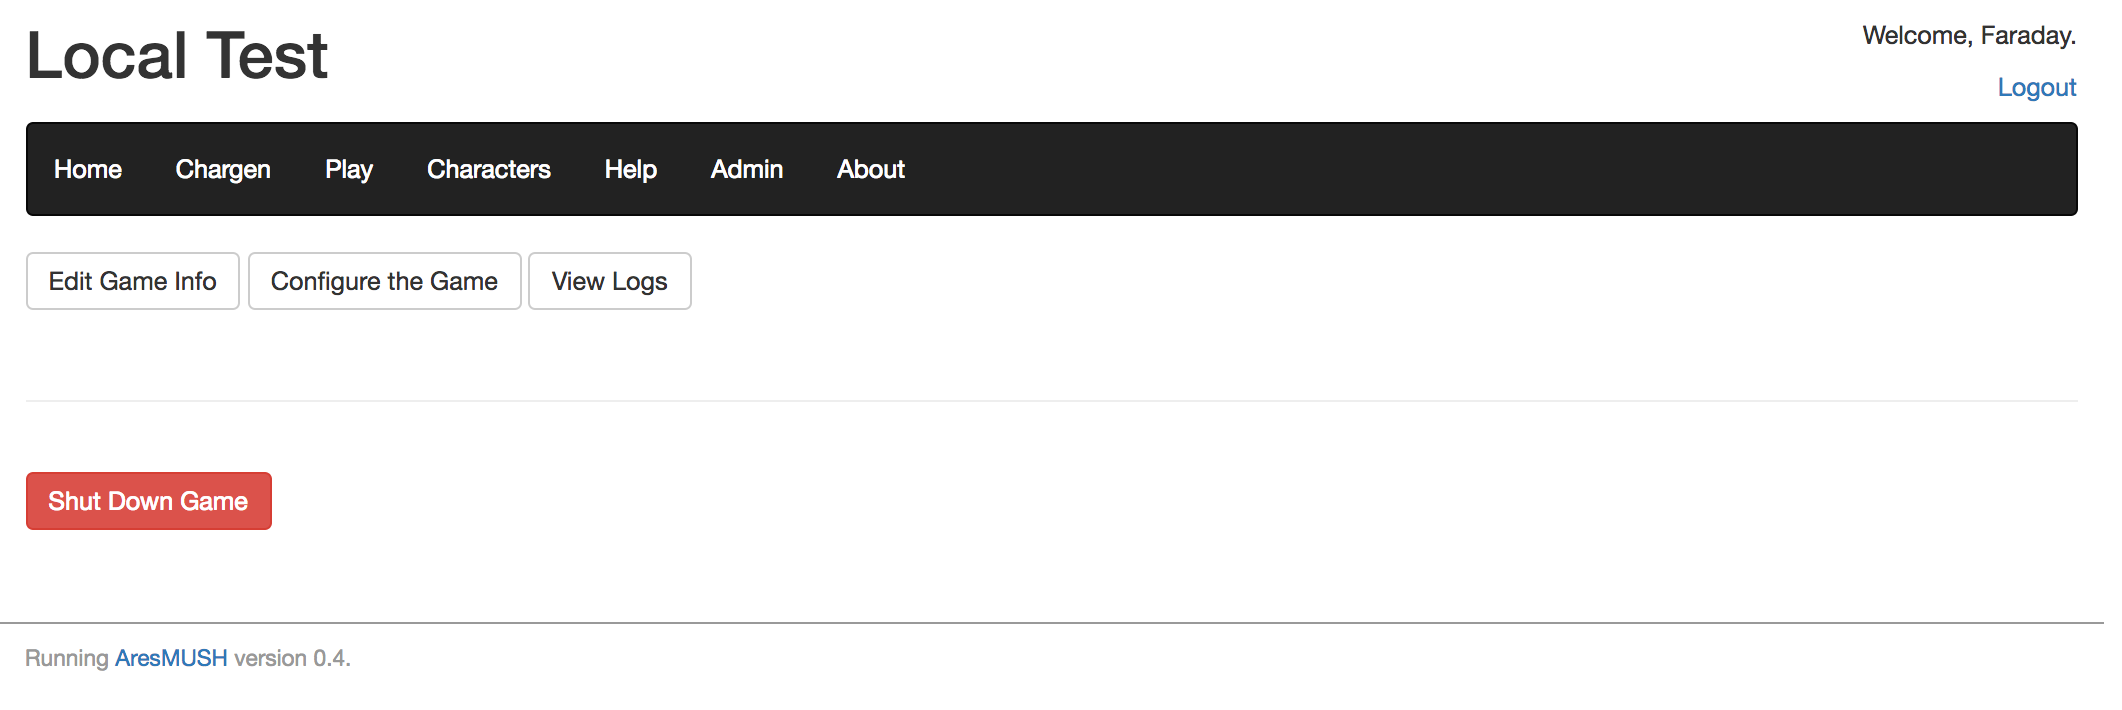 Local Test
Welcome, Faraday.
Logout
Home Chargen Play Characters Help Admin About
Edit Game Info Configure the Game View Logs
Shut Down Game
Running AresMUSH version 0.4.